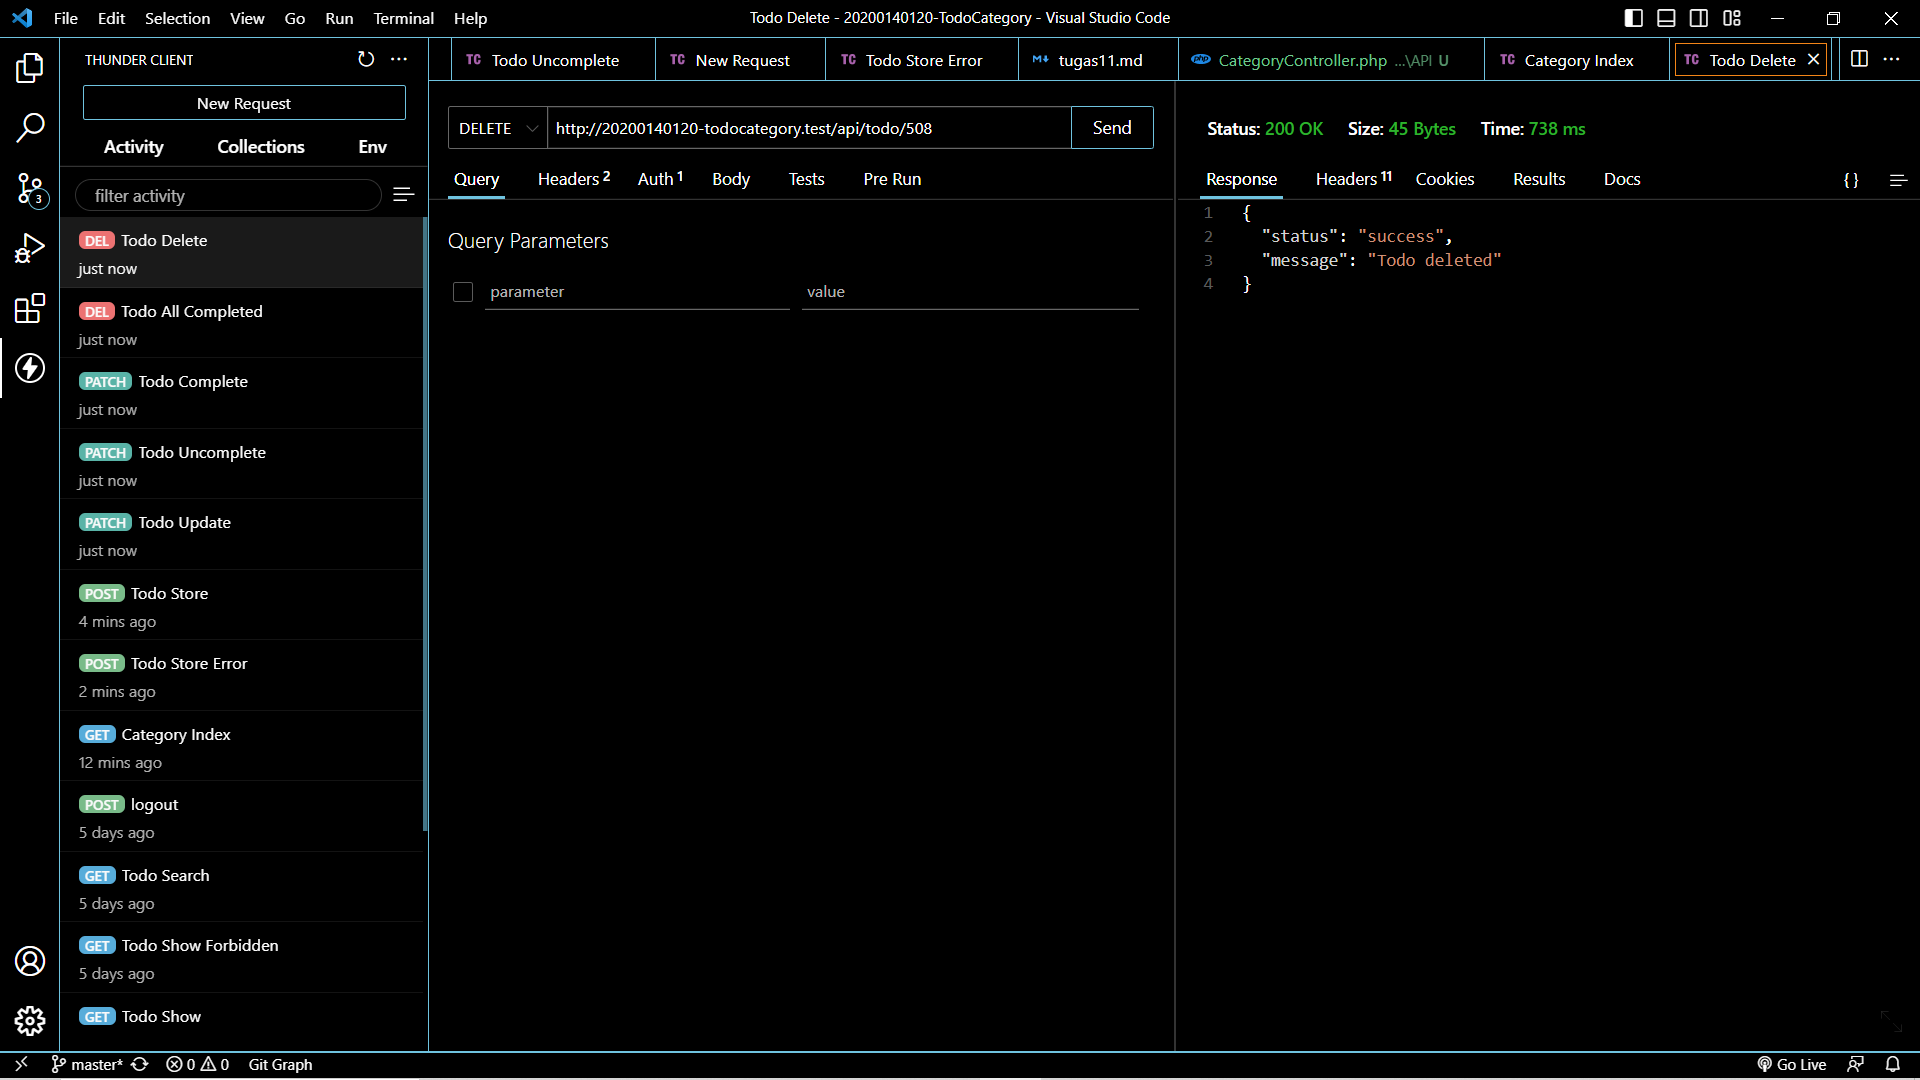 File Edit Selection View Go Run Terminal Help
Todo Delete - 20200140120-TodoCategory - Visual Studio Code
THUNDER CLIENT
New Request
Activity Collections Env
filter activity
DEL Todo Delete
just now
DEL Todo All Completed
just now
PATCH Todo Complete
just now
PATCH Todo Uncomplete
just now
PATCH Todo Update
just now
POST Todo Store
4 mins ago
POST Todo Store Error
2 mins ago
GET Category Index
12 mins ago
POST logout
5 days ago
GET Todo Search
5 days ago
GET Todo Show Forbidden
5 days ago
GET Todo Show
3
TC Todo Uncomplete TC New Request TC Todo Store Error M↓ tugas11.md php CategoryController.php ...\API U TC Category Index TC Todo Delete
DELETE http://20200140120-todocategory.test/api/todo/508 Send
Query Headers 2 Auth 1 Body Tests Pre Run
Query Parameters
parameter value
Status: 200 OK Size: 45 Bytes Time: 738 ms
Response Headers 11 Cookies Results Docs { }
1 {
2 "status": "success",
3 "message": "Todo deleted"
4 }
master* 0 0 Git Graph Go Live